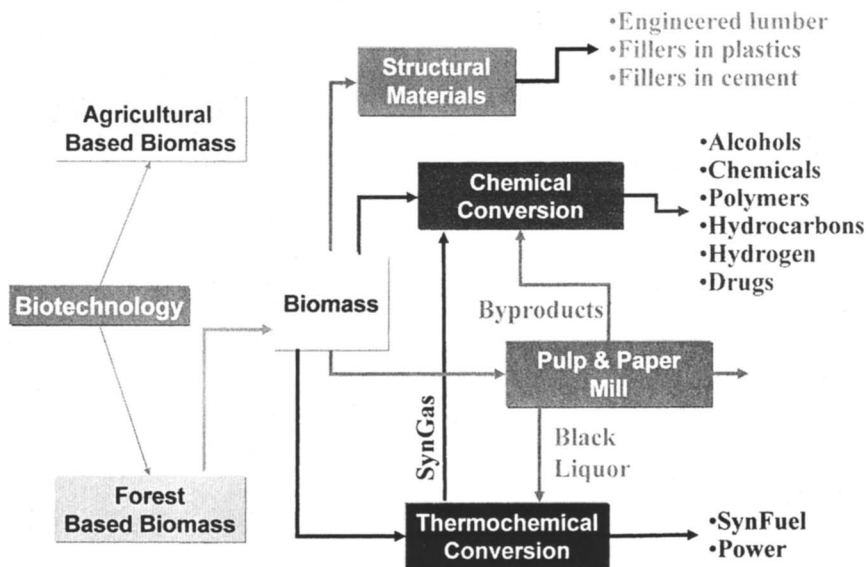 •Engineered lumber
•Fillers in plastics
•Fillers in cement
Structural
Materials
Agricultural
Based Biomass
•Alcohols
•Chemicals
•Polymers
•Hydrocarbons
•Hydrogen
•Drugs
Chemical
Conversion
Biotechnology
Biomass
Byproducts
Pulp & Paper
Mill
SynGas
Black
Liquor
Forest
Based Biomass
Thermochemical
Conversion
•SynFuel
•Power